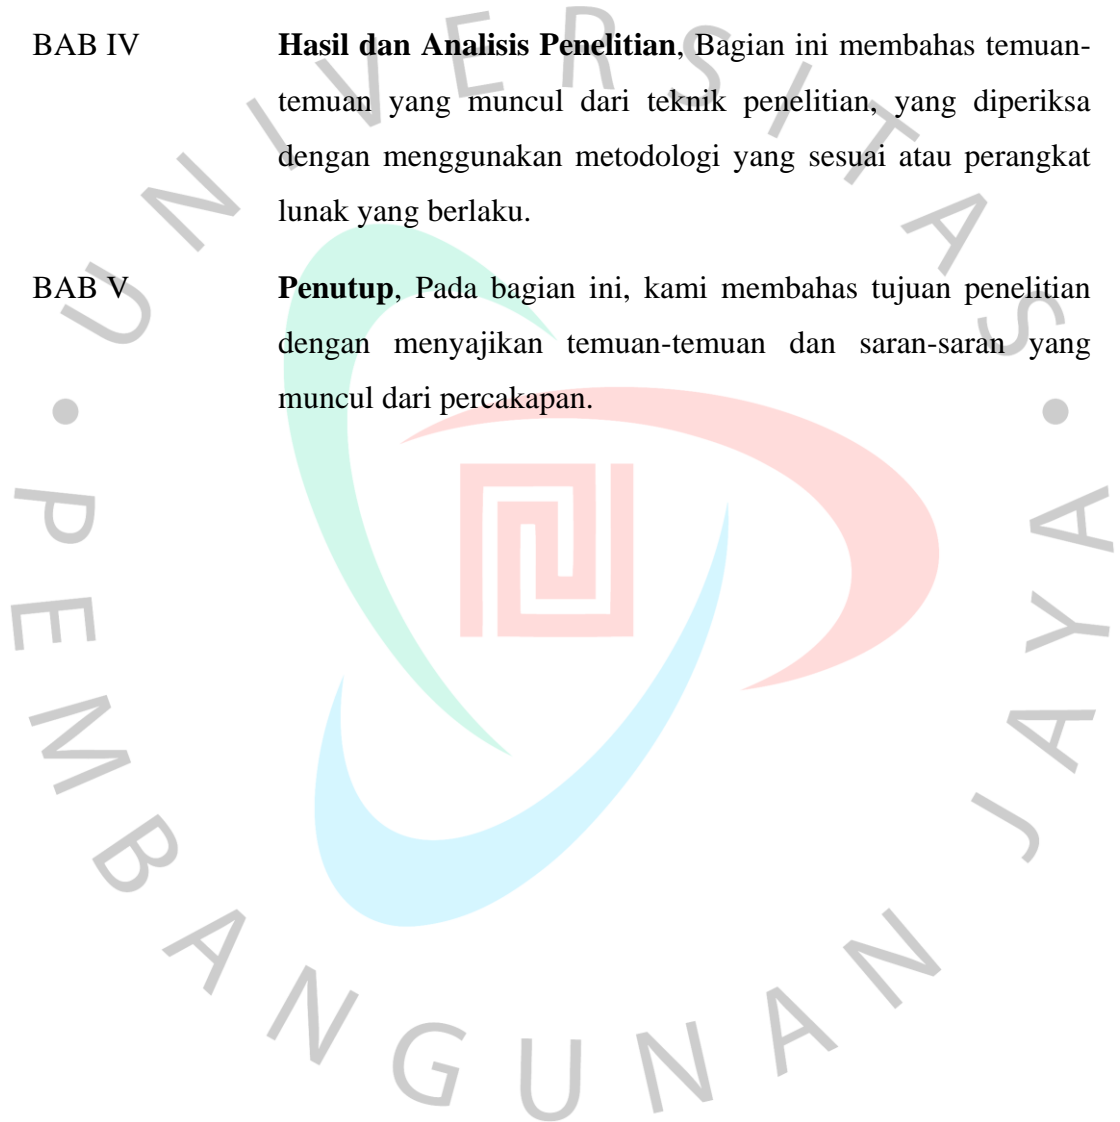 BAB IV Hasil dan Analisis Penelitian, Bagian ini membahas temuan-
temuan yang muncul dari teknik penelitian, yang diperiksa
dengan menggunakan metodologi yang sesuai atau perangkat
lunak yang berlaku.
BAB V Penutup, Pada bagian ini, kami membahas tujuan penelitian
dengan menyajikan temuan-temuan dan saran-saran yang
muncul dari percakapan.
UNIVERSITAS • PEMBANGUNAN JAYA •